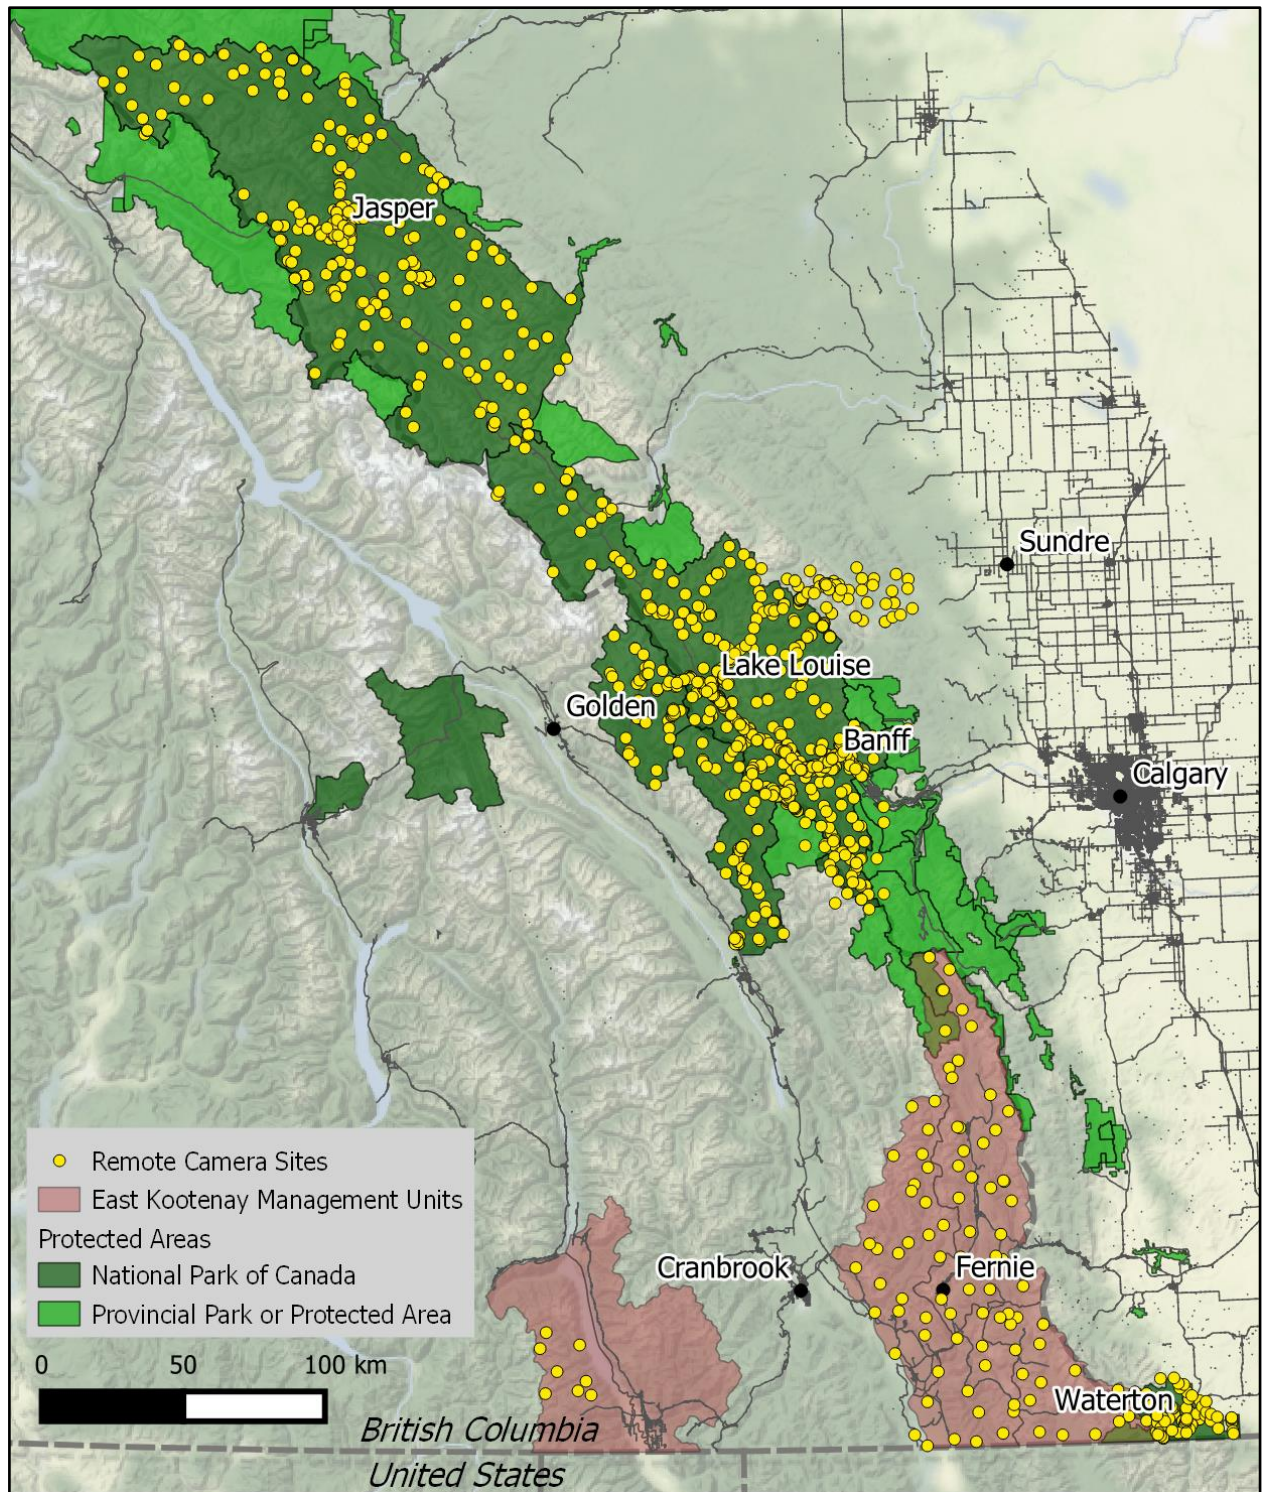 Jasper
Sundre
Lake Louise
Golden
Banff
Calgary
Remote Camera Sites
East Kootenay Management Units
Protected Areas
National Park of Canada
Provincial Park or Protected Area
Cranbrook
Fernie
0 50 100 km
Waterton
British Columbia
United States